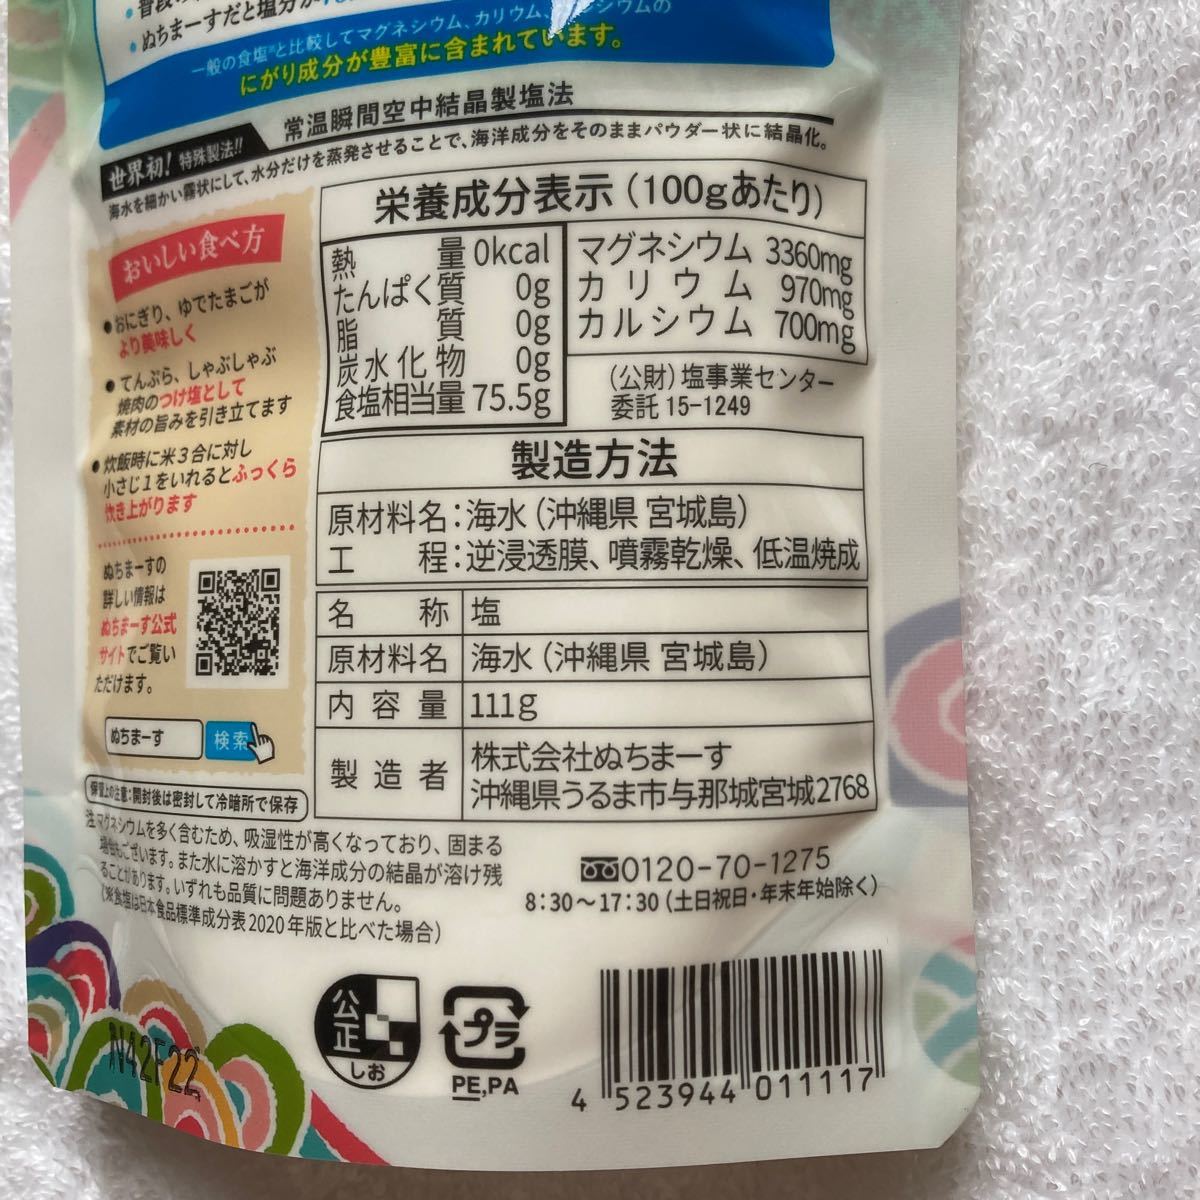 ぬちまーすだと塩分が
一般の食塩※と比較してマグネシウム、カリウム、
にがり成分が豊富に含まれています。
世界初！特殊製法!!
常温瞬間空中結晶製塩法
海水を細かい霧状にして、水分だけを蒸発させることで、海洋成分をそのままパウダー状に結晶化。
おいしい食べ方
●おにぎり、ゆでたまごが
より美味しく
●てんぷら、しゃぶしゃぶ
焼肉のつけ塩として
素材の旨みを引き立てます
●炊飯時に米3合に対し
小さじ1をいれるとふっくら
炊き上がります
ぬちまーすの
詳しい情報は
ぬちまーす公式
サイトでご覧い
ただけます。
ぬちまーす 検索
保管上の注意：開封後は密封して冷暗所で保存
栄養成分表示（100gあたり）
熱量 0kcal
たんぱく質 0g
脂質 0g
炭水化物 0g
食塩相当量 75.5g
マグネシウム 3360mg
カリウム 970mg
カルシウム 700mg
（公財）塩事業センター
委託 15-1249
製造方法
原材料名：海水（沖縄県 宮城島）
工程：逆浸透膜、噴霧乾燥、低温焼成
名称 塩
原材料名 海水（沖縄県 宮城島）
内容量 111g
製造者 株式会社ぬちまーす
沖縄県うるま市与那城宮城2768
注 マグネシウムを多く含むため、吸湿性が高くなっており、固まる
場合もございます。また水に溶かすと海洋成分の結晶が溶け残
ることがあります。いずれも品質に問題ありません。
（※食塩は日本食品標準成分表2020年版と比べた場合）
0120-70-1275
8:30～17:30（土日祝日・年末年始除く）
公正
しお
プラ
PE,PA
4 523944 011117
N42F22